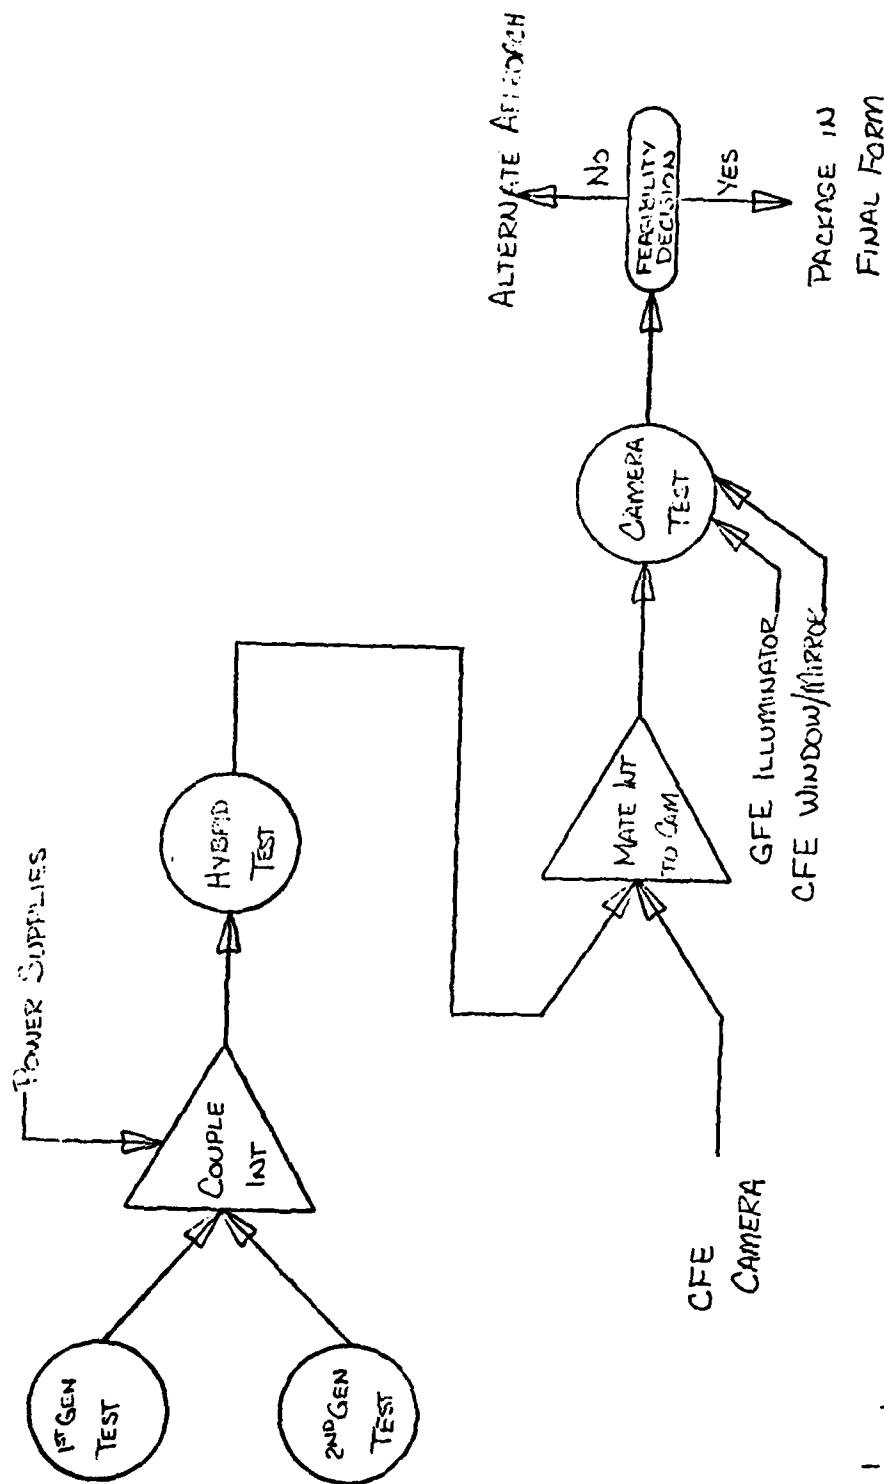 POWER SUPPLIES
1ST GEN
TEST
2ND GEN
TEST
COUPLE
INT
HYBRID
TEST
CFE
CAMERA
MATE INT
TO CAM
GFE ILLUMINATOR
CFE WINDOW/MIRROR
CAMERA
TEST
FEASIBILITY
DECISION
ALTERNATE APPROACH
NO
YES
PACKAGE IN
FINAL FORM